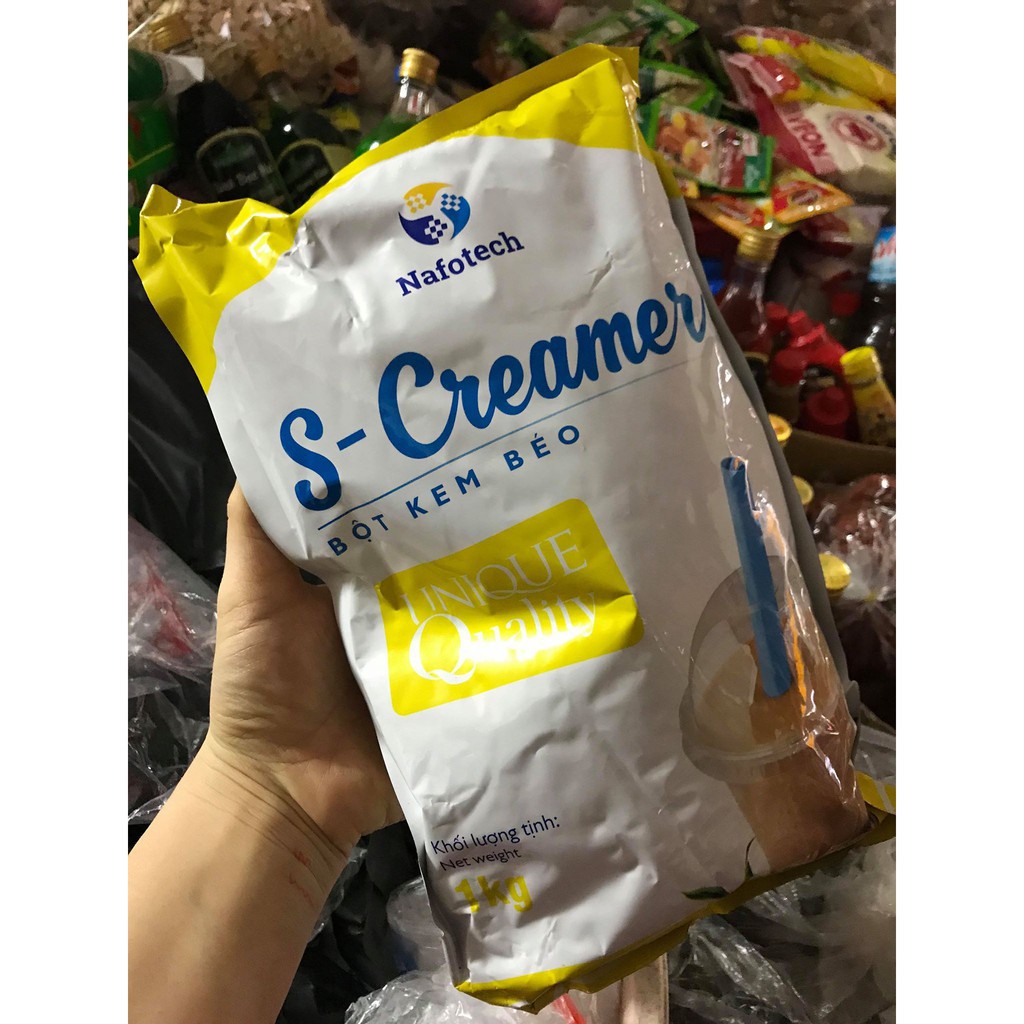 Nafotech
S-Creamer
BỘT KEM BÉO
UNIQUE
Quality
Khối lượng tịnh:
Net weight
1kg